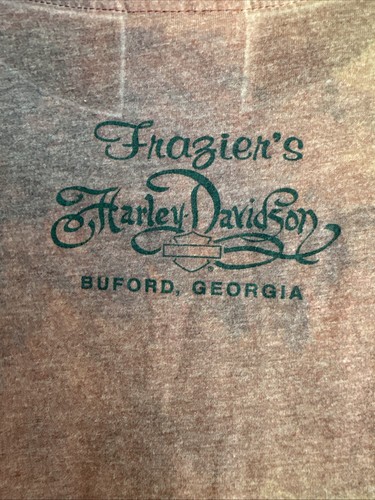 Frazier's
Harley-Davidson
®
BUFORD, GEORGIA